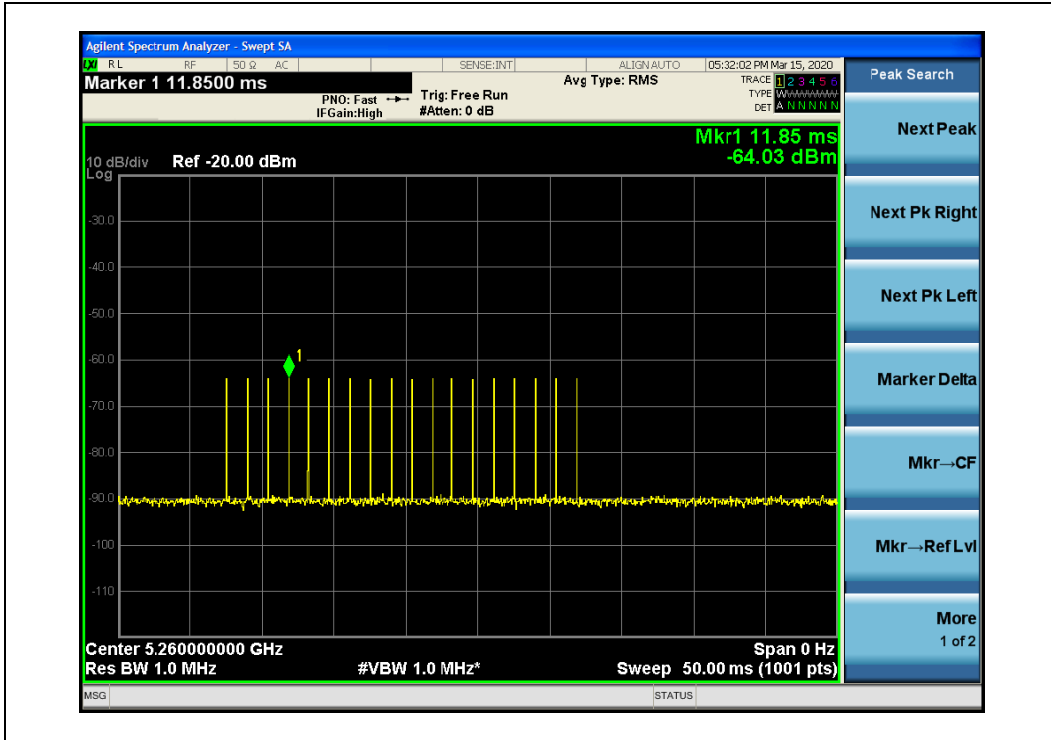 Agilent Spectrum Analyzer - Swept SA
LXI RL RF 50 Ω AC SENSE:INT ALIGN AUTO 05:32:02 PM Mar 15, 2020
Marker 1 11.8500 ms
PNO: Fast
IFGain:High
Trig: Free Run
#Atten: 0 dB
Avg Type: RMS
TRACE 1 2 3 4 5 6
TYPE WWWWWW
DET A N N N N N
Peak Search
Mkr1 11.85 ms
-64.03 dBm
10 dB/div Ref -20.00 dBm
Log
-30.0
-40.0
-50.0
-60.0
-70.0
-80.0
-90.0
-100
-110
1
Center 5.260000000 GHz Span 0 Hz
Res BW 1.0 MHz #VBW 1.0 MHz* Sweep 50.00 ms (1001 pts)
MSG STATUS
Next Peak
Next Pk Right
Next Pk Left
Marker Delta
Mkr→CF
Mkr→Ref Lvl
More
1 of 2